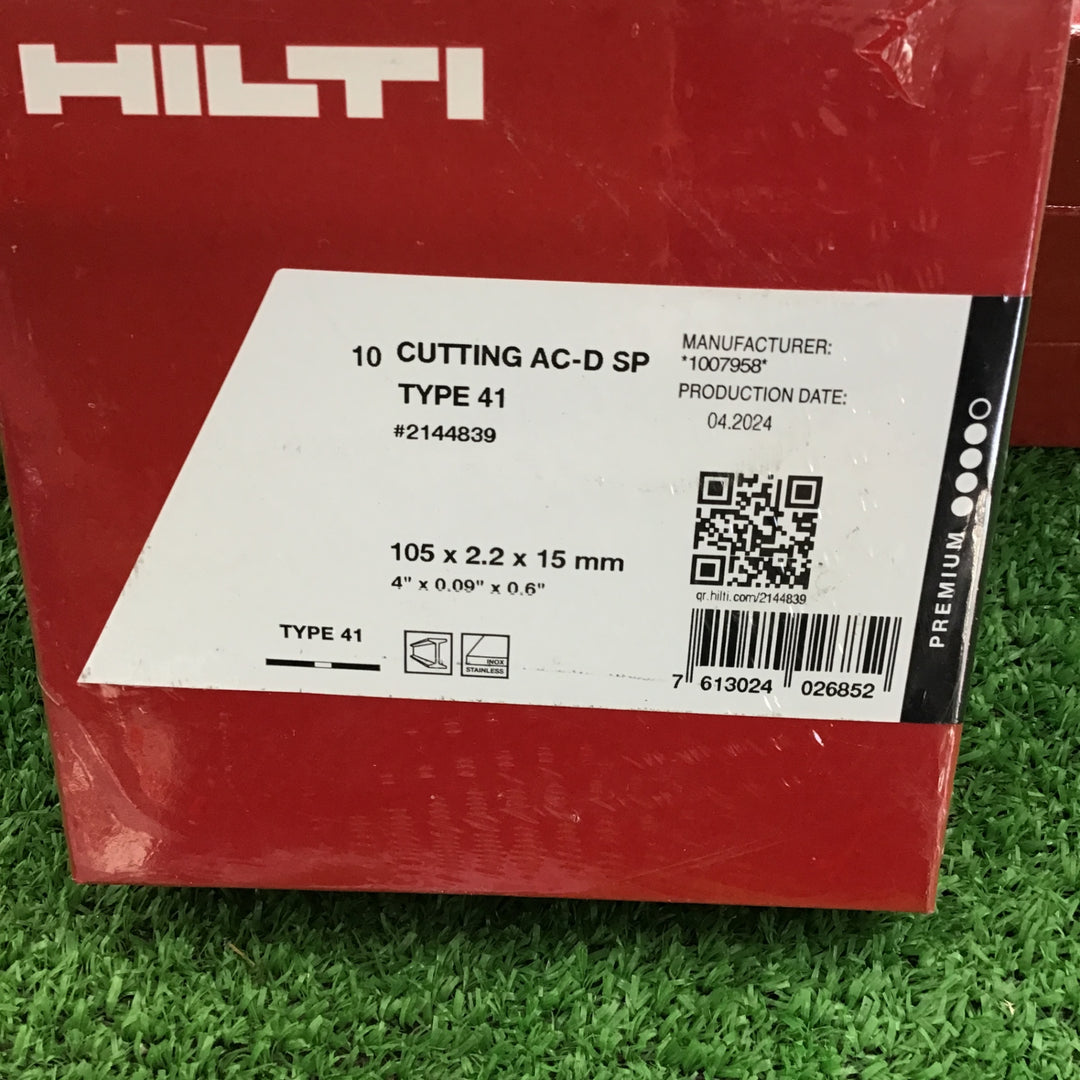 HILTI
10 CUTTING AC-D SP
TYPE 41
#2144839
MANUFACTURER:
*1007958*
PRODUCTION DATE:
04.2024
105 x 2.2 x 15 mm
4" x 0.09" x 0.6"
qr.hilti.com/2144839
TYPE 41
INOX
STAINLESS
7 613024 026852
PREMIUM